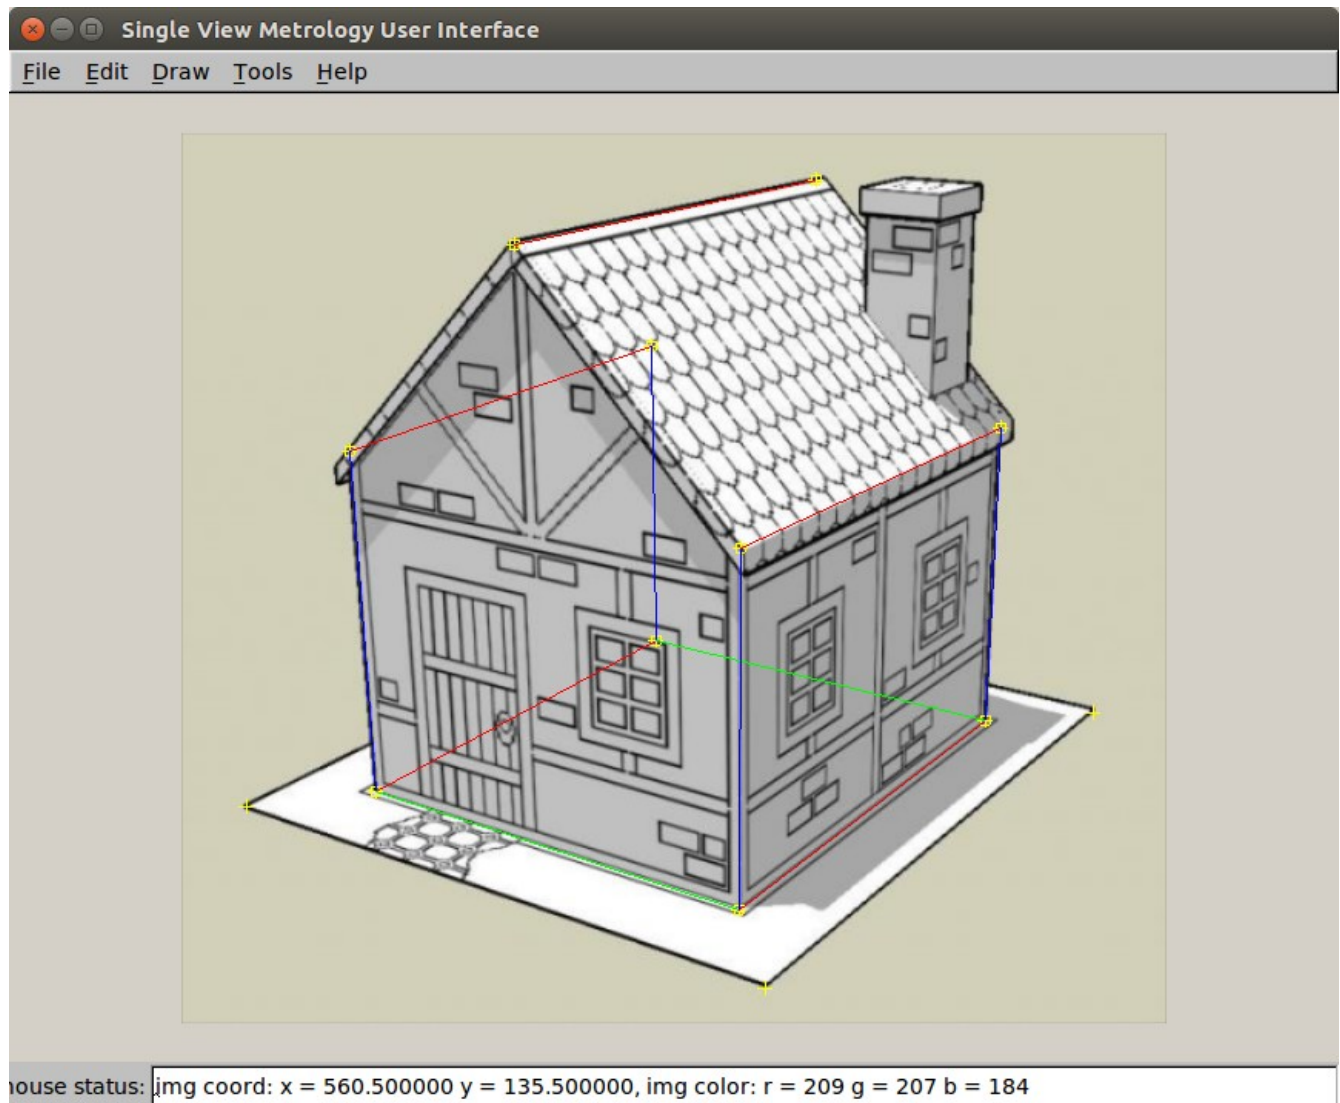 Single View Metrology User Interface
File Edit Draw Tools Help
status: img coord: x = 560.500000 y = 135.500000, img color: r = 209 g = 207 b = 184